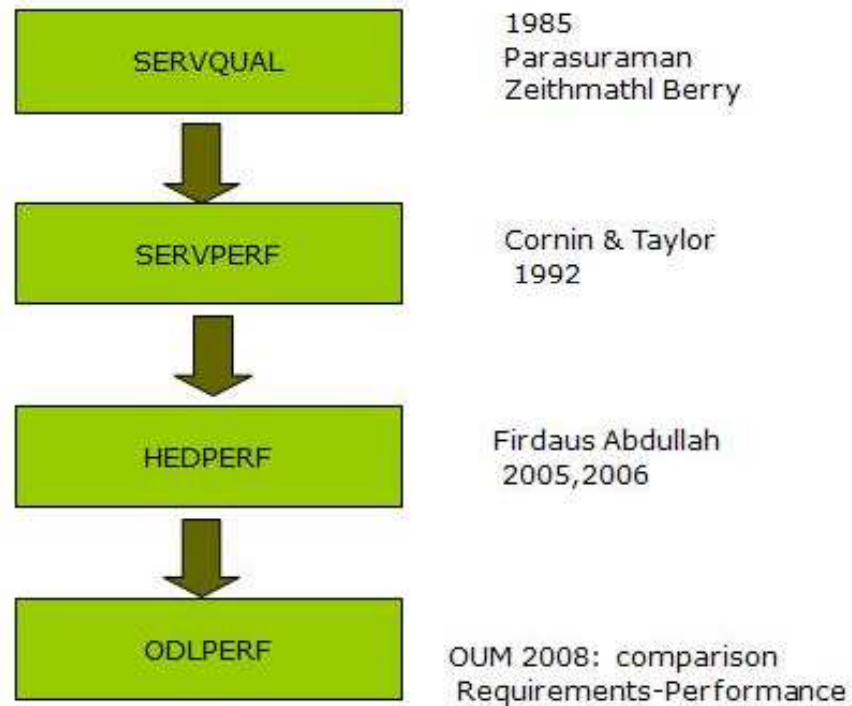 SERVQUAL
1985
Parasuraman
Zeithmathl Berry
SERVPERF
Cornin & Taylor
1992
HEDPERF
Firdaus Abdullah
2005,2006
ODLPERF
OUM 2008: comparison
Requirements-Performance